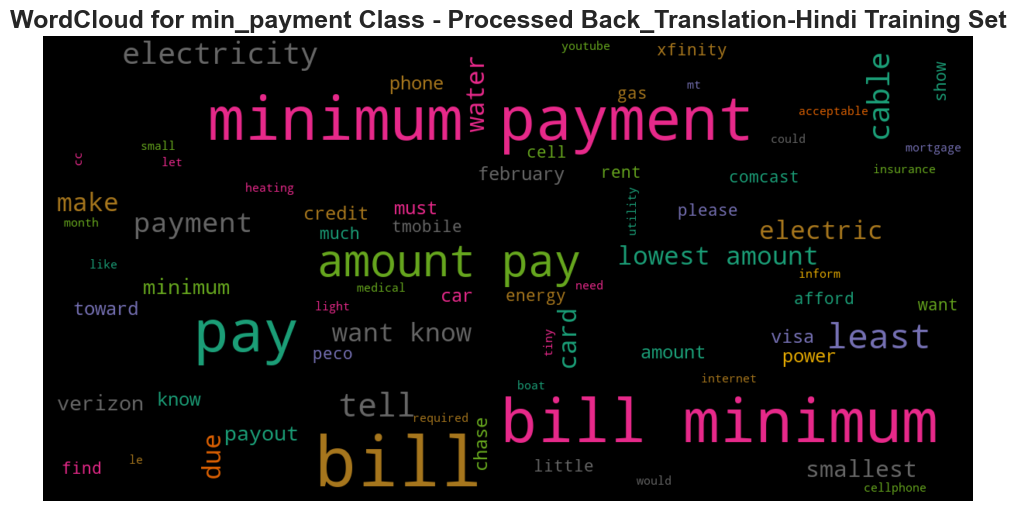 WordCloud for min_payment Class - Processed Back_Translation-Hindi Training Set
youtube
electricity
xfinity
water
cable
show
phone
gas
mt
minimum payment
acceptable
could
small
cc
let
cell
mortgage
february
rent
comcast
insurance
heating
make
credit
must
utility
please
month
payment
much
tmobile
electric
like
amount pay
lowest amount
inform
minimum
medical
need
toward
light
car
energy
afford
want
pay
want know
tiny
card
visa
least
peco
amount
power
boat
internet
verizon
know
tell
required
bill minimum
due
payout
bill
chase
find
le
little
smallest
would
cellphone